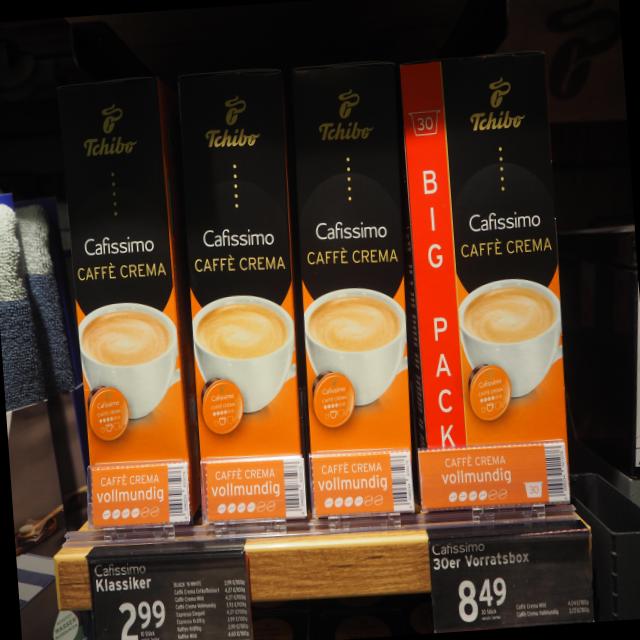 Tchibo
Cafissimo
CAFFÈ CREMA
Tchibo
Cafissimo
CAFFÈ CREMA
Tchibo
Cafissimo
CAFFÈ CREMA
30
BIG PACK
Tchibo
Cafissimo
CAFFÈ CREMA
CAFFÈ CREMA
vollmundig
CAFFÈ CREMA
vollmundig
CAFFÈ CREMA
vollmundig
CAFFÈ CREMA
vollmundig
30
Cafissimo
Klassiker
2.99
Cafissimo
30er Vorratsbox
8.49